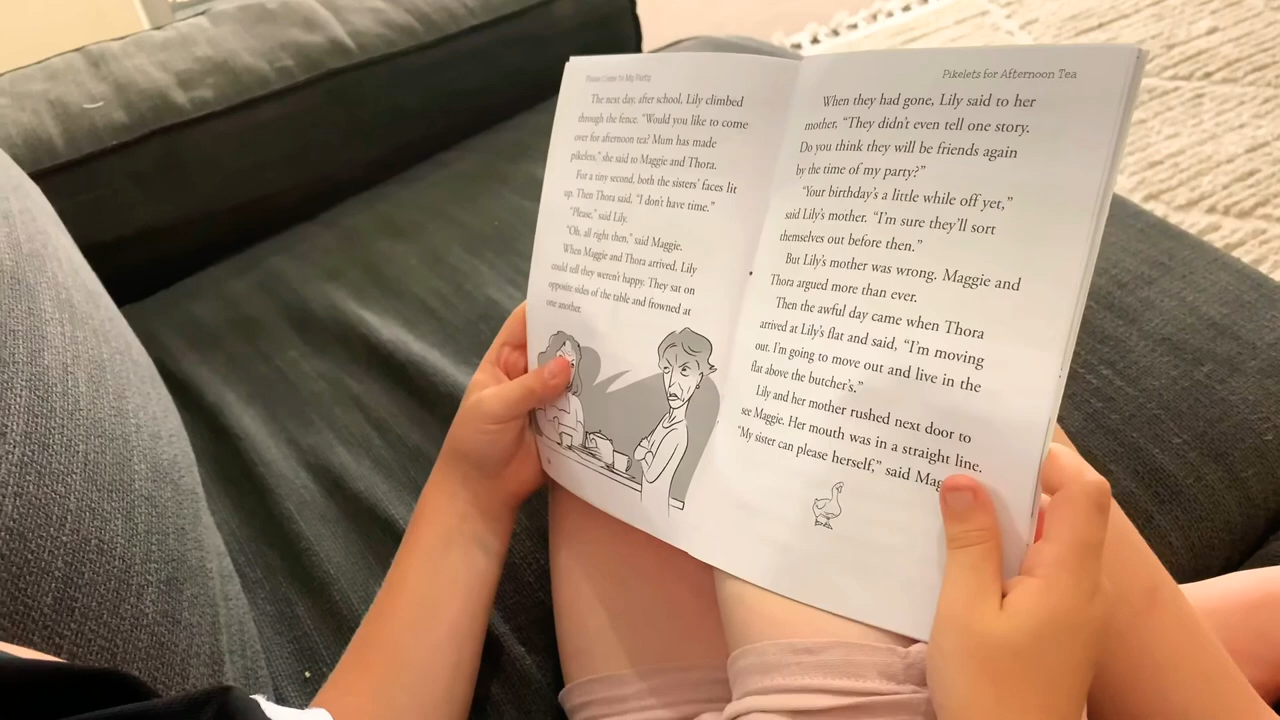 Please Come to My Party
The next day, after school, Lily climbed
through the fence. “Would you like to come
over for afternoon tea? Mum has made
pikelets,” she said to Maggie and Thora.
For a tiny second, both the sisters’ faces lit
up. Then Thora said, “I don’t have time.”
“Please,” said Lily.
“Oh, all right then,” said Maggie.
When Maggie and Thora arrived, Lily
could tell they weren’t happy. They sat on
opposite sides of the table and frowned at
one another.
Pikelets for Afternoon Tea
When they had gone, Lily said to her
mother, “They didn’t even tell one story.
Do you think they will be friends again
by the time of my party?”
“Your birthday’s a little while off yet,”
said Lily’s mother. “I’m sure they’ll sort
themselves out before then.”
But Lily’s mother was wrong. Maggie and
Thora argued more than ever.
Then the awful day came when Thora
arrived at Lily’s flat and said, “I’m moving
out. I’m going to move out and live in the
flat above the butcher’s.”
Lily and her mother rushed next door to
see Maggie. Her mouth was in a straight line.
“My sister can please herself,” said